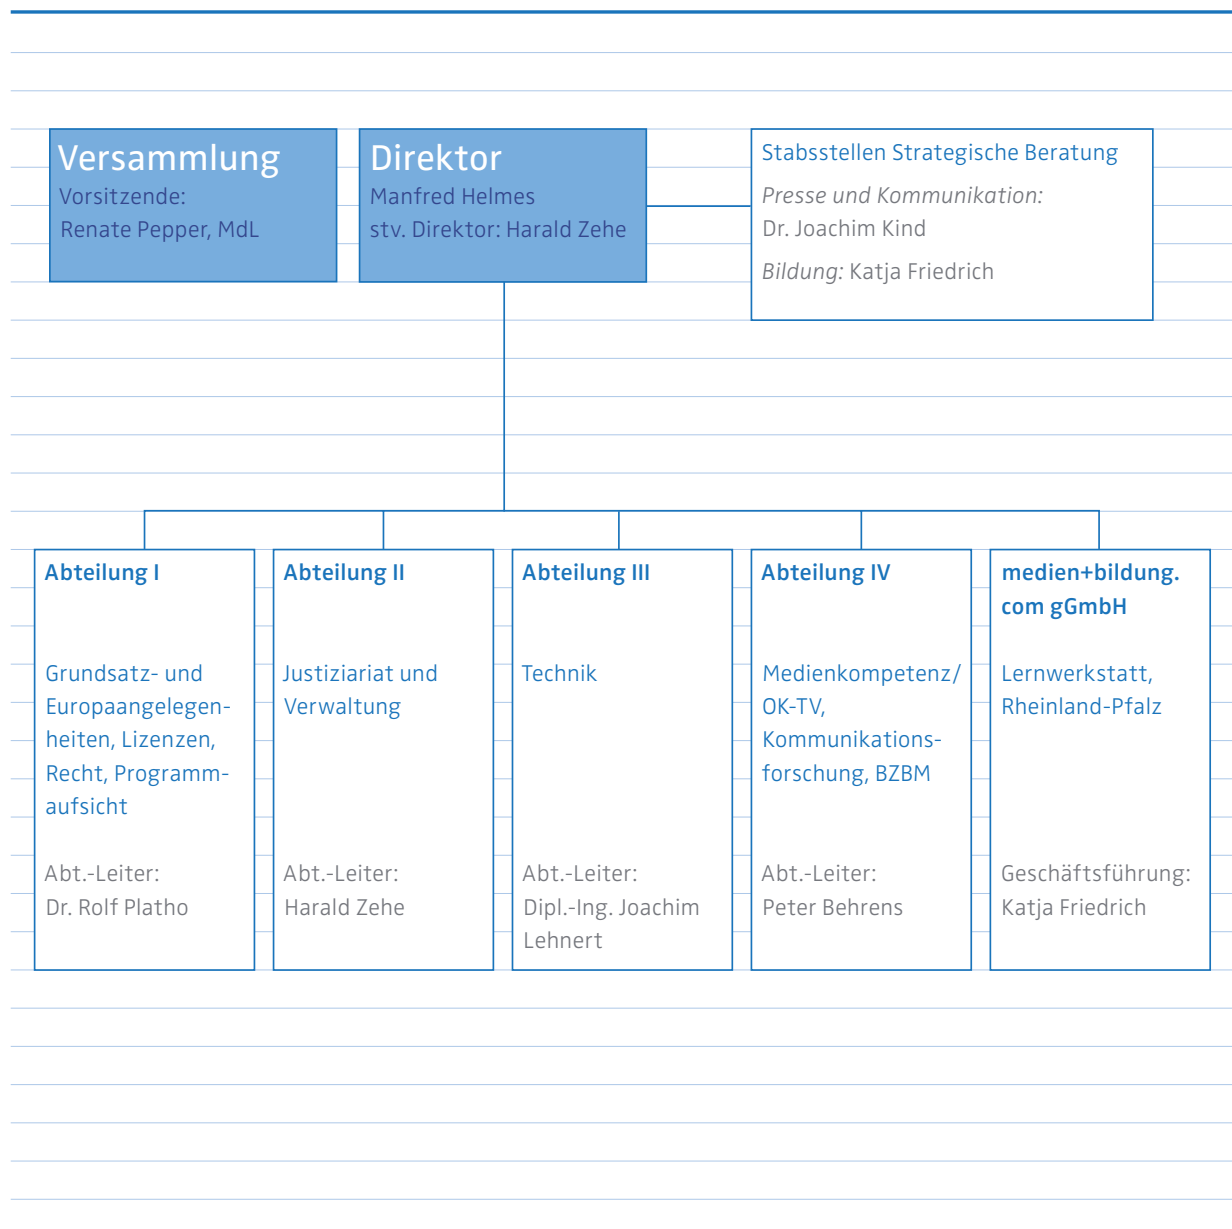 Versammlung
Vorsitzende:
Renate Pepper, MdL
Direktor
Manfred Helmes
stv. Direktor: Harald Zehe
Stabsstellen Strategische Beratung
Presse und Kommunikation:
Dr. Joachim Kind
Bildung: Katja Friedrich
Abteilung I
Grundsatz- und
Europaangelegen-
heiten, Lizenzen,
Recht, Programm-
aufsicht
Abt.-Leiter:
Dr. Rolf Platho
Abteilung II
Justiziariat und
Verwaltung
Abt.-Leiter:
Harald Zehe
Abteilung III
Technik
Abt.-Leiter:
Dipl.-Ing. Joachim
Lehnert
Abteilung IV
Medienkompetenz/
OK-TV,
Kommunikations-
forschung, BZBM
Abt.-Leiter:
Peter Behrens
medien+bildung.
com gGmbH
Lernwerkstatt,
Rheinland-Pfalz
Geschäftsführung:
Katja Friedrich